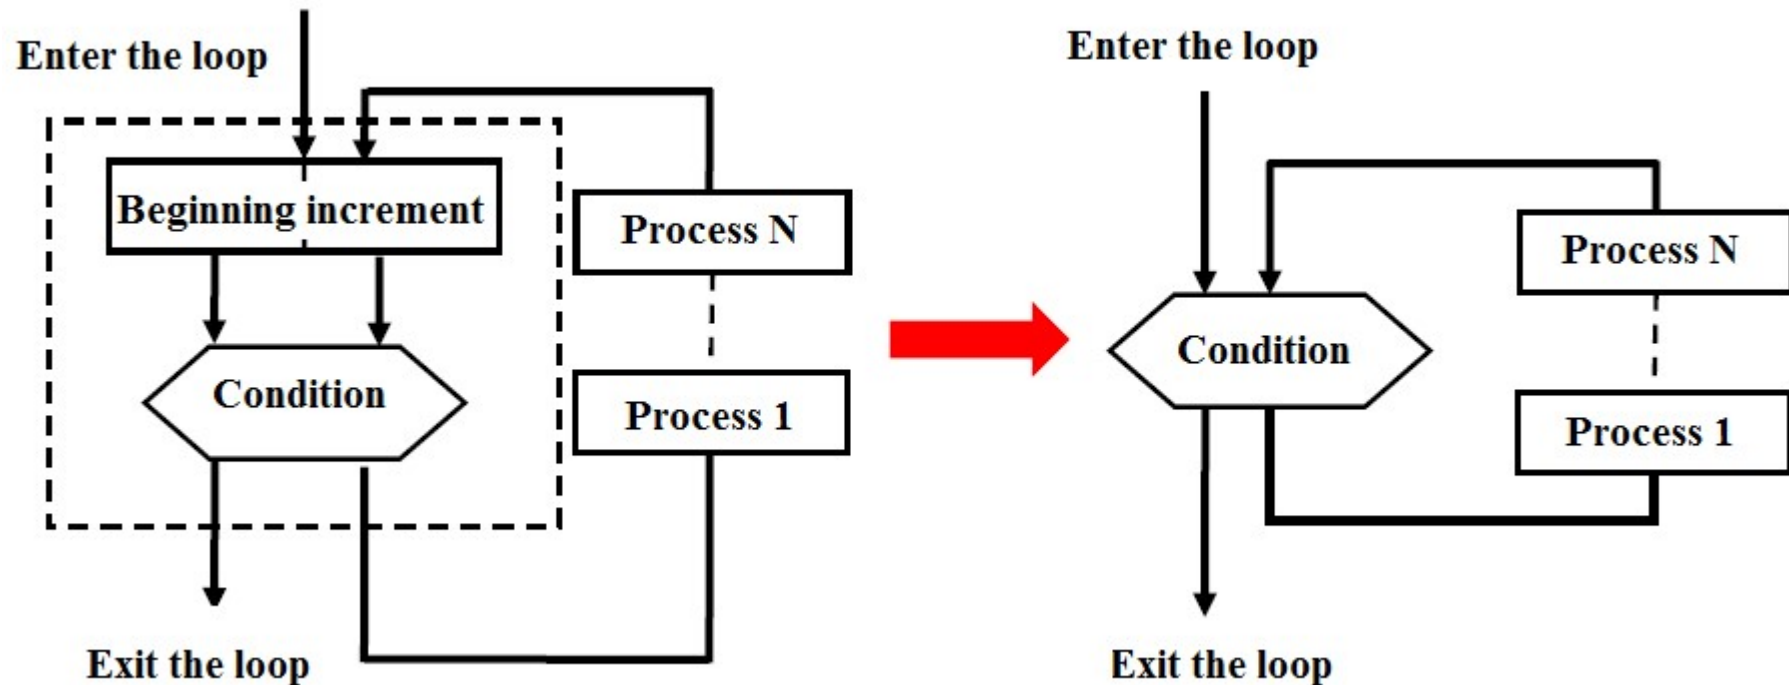 Enter the loop
Beginning increment
Process N
Condition
Process 1
Exit the loop
Enter the loop
Process N
Condition
Process 1
Exit the loop